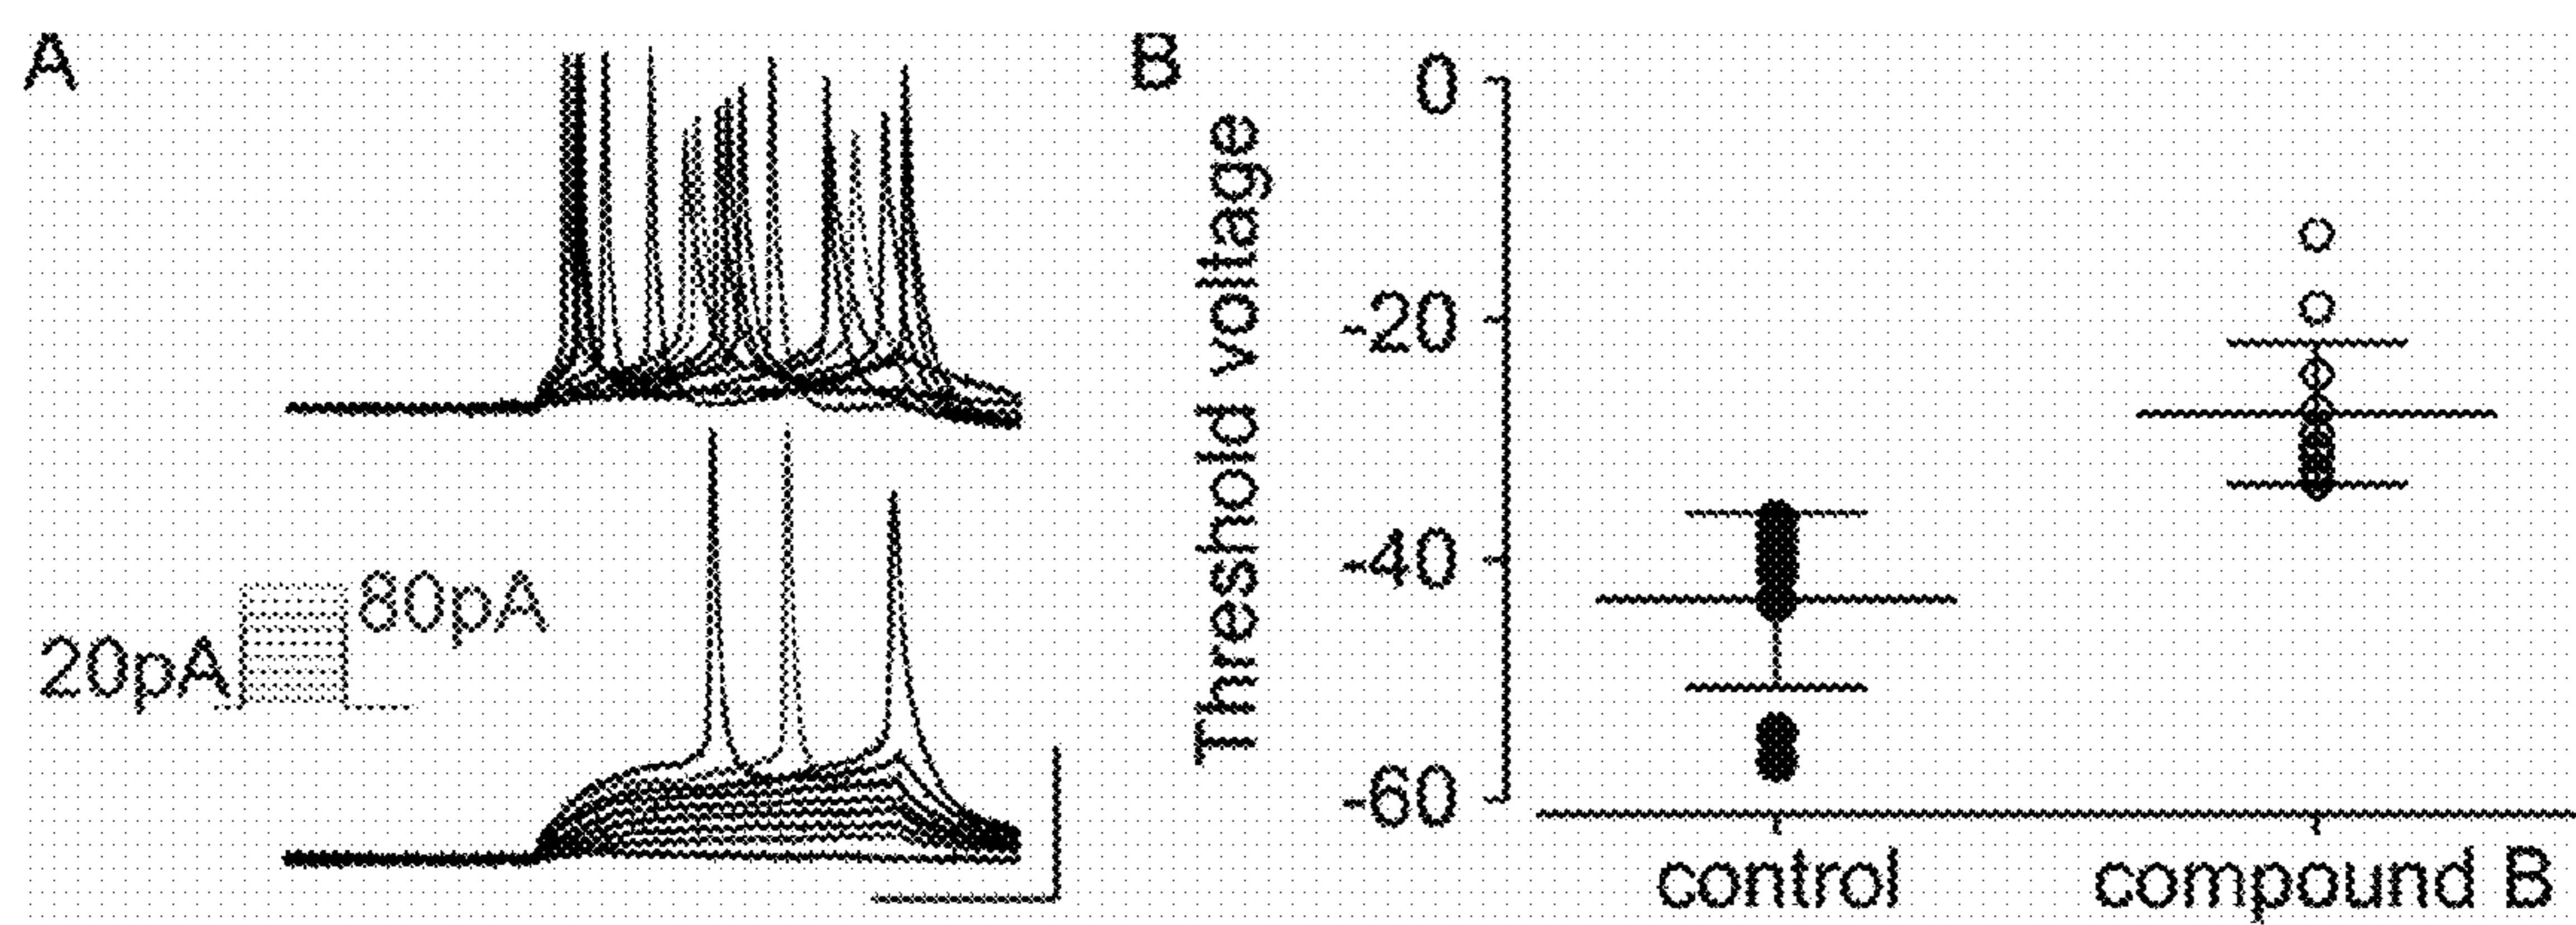 A
80pA
20pA
B
Threshold voltage
0
-20
-40
-60
control
compound B